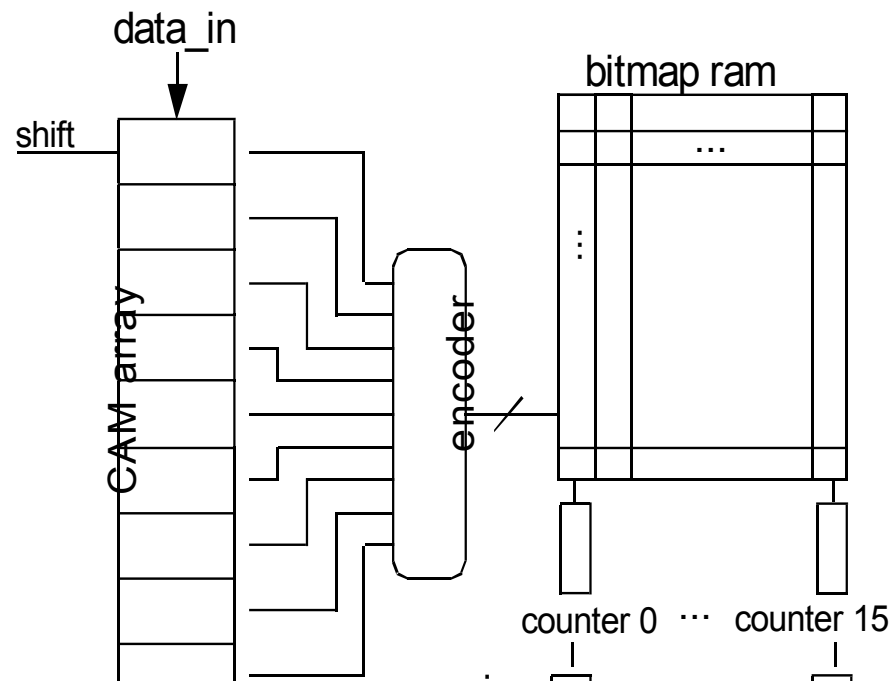 data_in
bitmap ram
shift
...
...
CAM array
encoder
counter 0 ... counter 15